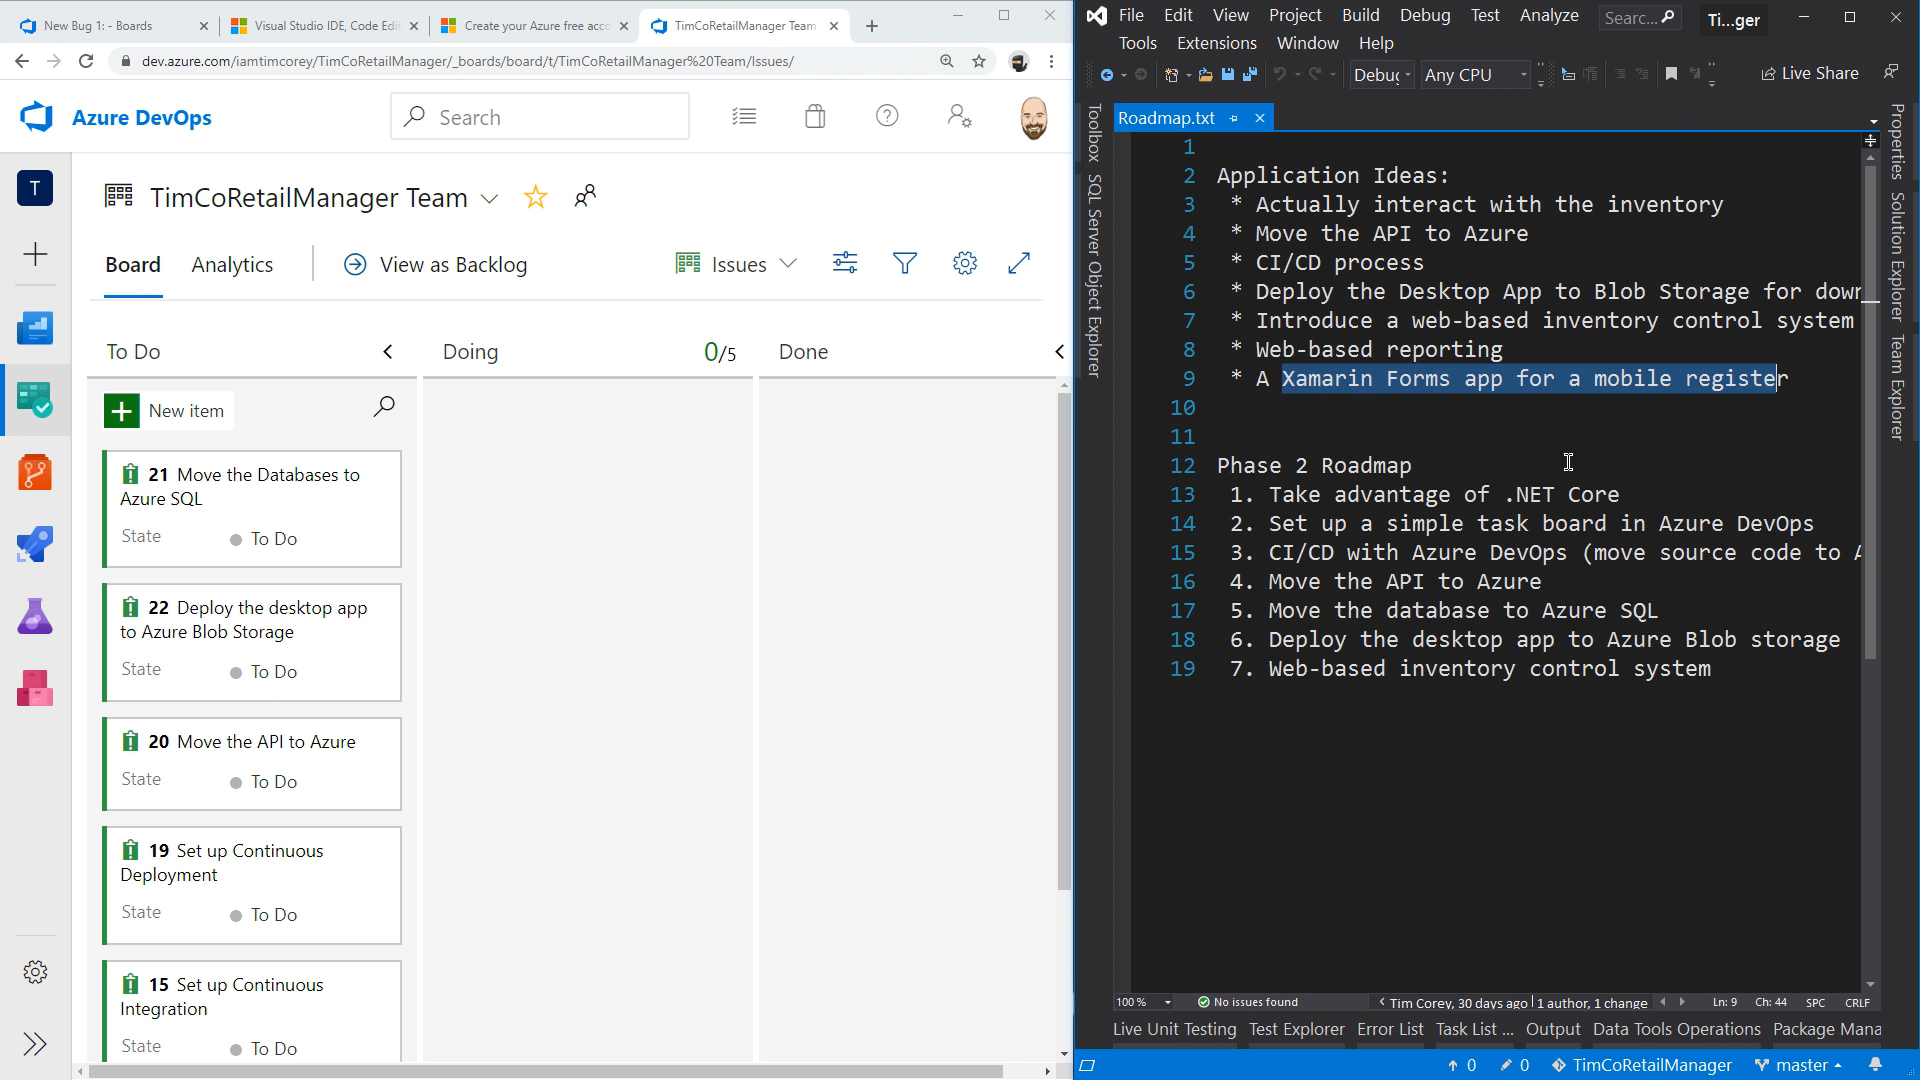 New Bug 1: - Boards
Visual Studio IDE, Code Edit
Create your Azure free acco
TimCoRetailManager Team
dev.azure.com/iamtimcorey/TimCoRetailManager/_boards/board/t/TimCoRetailManager%20Team/Issues/
Azure DevOps
Search
T
TimCoRetailManager Team
Board
Analytics
View as Backlog
Issues
To Do
Doing
0/5
Done
New item
21 Move the Databases to
Azure SQL
State
To Do
22 Deploy the desktop app
to Azure Blob Storage
State
To Do
20 Move the API to Azure
State
To Do
19 Set up Continuous
Deployment
State
To Do
15 Set up Continuous
Integration
State
To Do
File Edit View Project Build Debug Test Analyze
Searc...
Ti...ger
Tools Extensions Window Help
Debug
Any CPU
Live Share
Toolbox
SQL Server Object Explorer
Roadmap.txt
1
2 Application Ideas:
3 * Actually interact with the inventory
4 * Move the API to Azure
5 * CI/CD process
6 * Deploy the Desktop App to Blob Storage for dow
7 * Introduce a web-based inventory control system
8 * Web-based reporting
9 * A Xamarin Forms app for a mobile register
10
11
12 Phase 2 Roadmap
13 1. Take advantage of .NET Core
14 2. Set up a simple task board in Azure DevOps
15 3. CI/CD with Azure DevOps (move source code to A
16 4. Move the API to Azure
17 5. Move the database to Azure SQL
18 6. Deploy the desktop app to Azure Blob storage
19 7. Web-based inventory control system
Properties
Solution Explorer
Team Explorer
100 %
No issues found
Tim Corey, 30 days ago | 1 author, 1 change
Ln: 9 Ch: 44 SPC CRLF
Live Unit Testing Test Explorer Error List Task List ... Output Data Tools Operations Package Mana
0
0
TimCoRetailManager
master